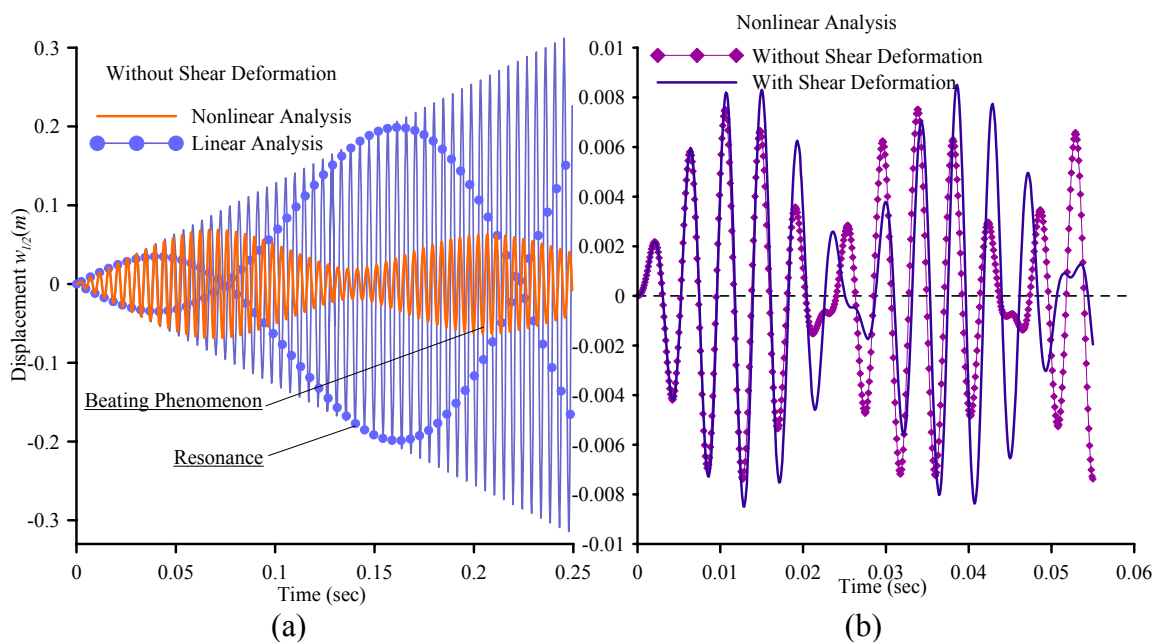 Without Shear Deformation
Nonlinear Analysis
Linear Analysis
Displacement w_{l/2}(m)
0.3
0.2
0.1
0
-0.1
-0.2
-0.3
Beating Phenomenon
Resonance
0 0.05 0.1 0.15 0.2 0.25
Time (sec)
(a)
Nonlinear Analysis
Without Shear Deformation
With Shear Deformation
0.01
0.008
0.006
0.004
0.002
0
-0.002
-0.004
-0.006
-0.008
-0.01
0 0.01 0.02 0.03 0.04 0.05 0.06
Time (sec)
(b)